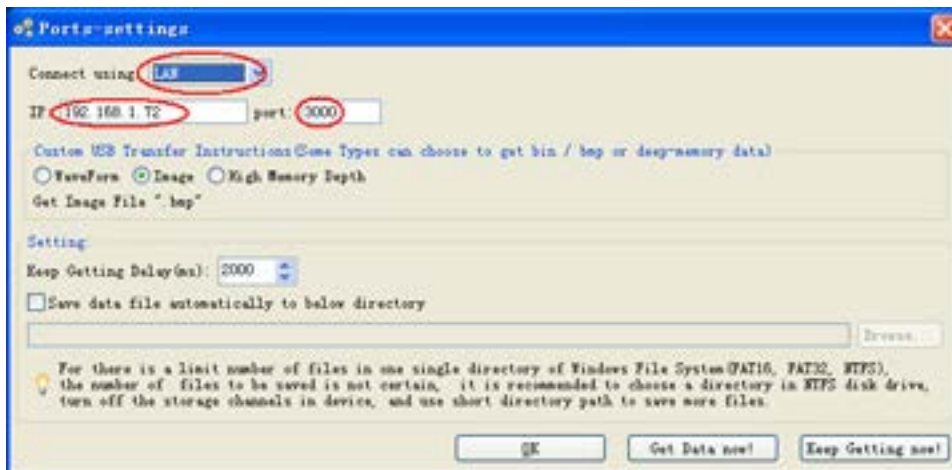 Ports-settings
Connect using: LAN
IP: 192.168.1.72 port: 3000
Custom USB Transfer Instructions(Some Types can choose to get bin / bmp or deep-memory data)
WaveForm Image High Memory Depth
Get Image File ".bmp"
Setting
Keep Getting Delay(ms): 2000
Save data file automatically to below directory
Browse...
For there is a limit number of files in one single directory of Windows File System(FAT16, FAT32, NTFS),
the number of files to be saved is not certain, it is recommended to choose a directory in NTFS disk drive,
turn off the storage channels in device, and use short directory path to save more files.
OK Get Data now! Keep Getting now!